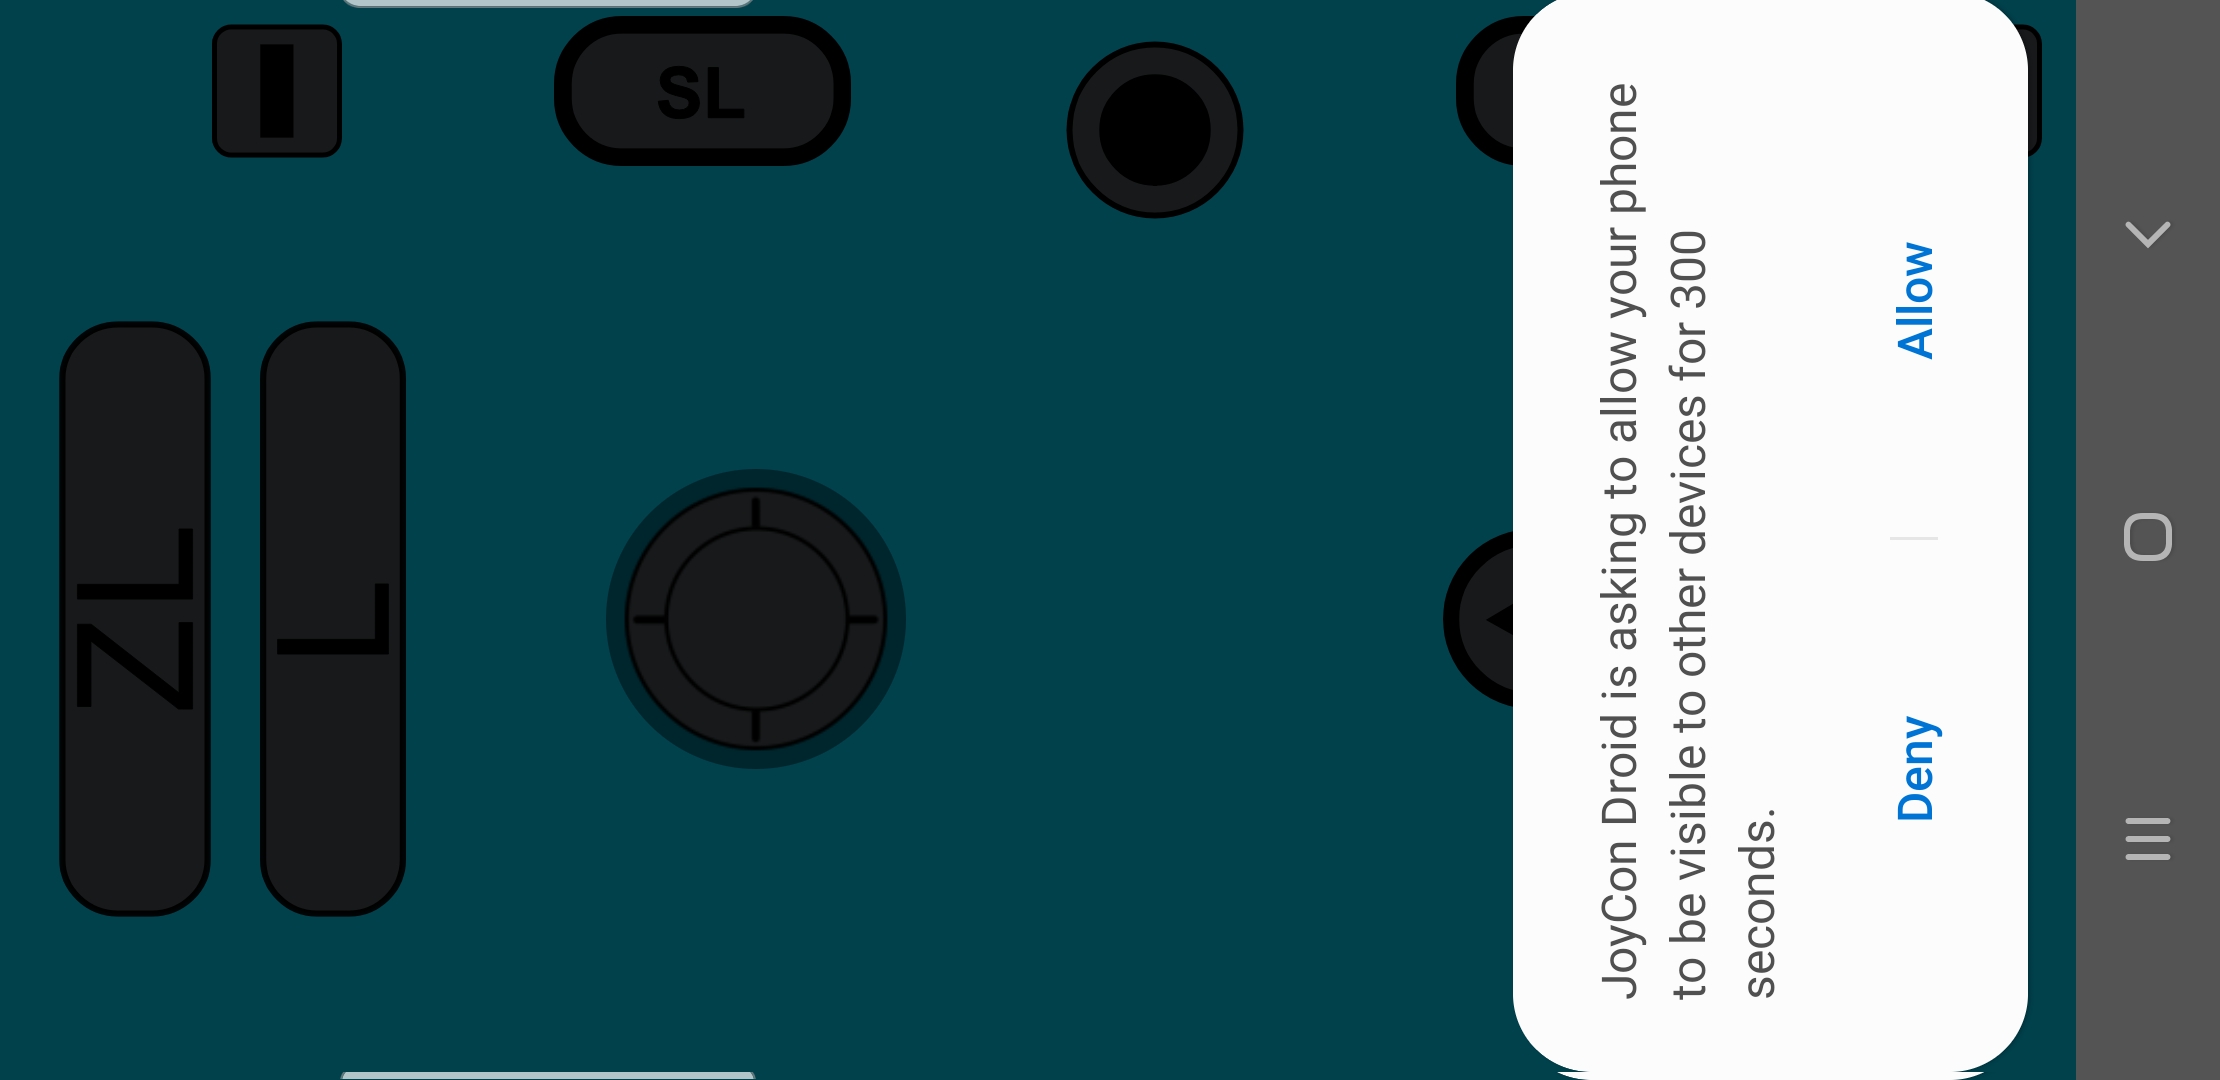 SL
ZL
L
JoyCon Droid is asking to allow your phone
to be visible to other devices for 300
seconds.
Deny
Allow